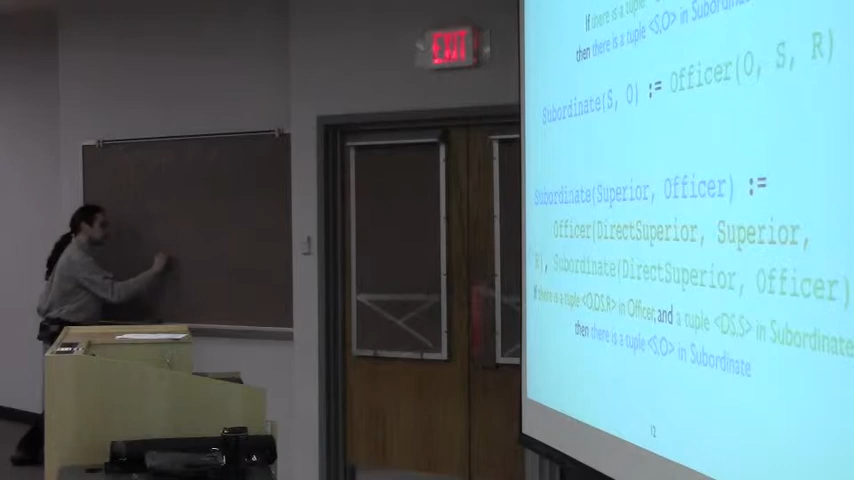 EXIT
If there is a tuple
then there is a tuple <S,O> in Subordinate
Subordinate(S, O) := Officer(O, S, R)
Subordinate(Superior, Officer) :=
Officer(DirectSuperior, Superior,
R), Subordinate(DirectSuperior, Officer)
If there is a tuple <O,DS,R> in Officer, and a tuple <DS,S> in Subordinate,
then there is a tuple <S,O> in Subordinate
12